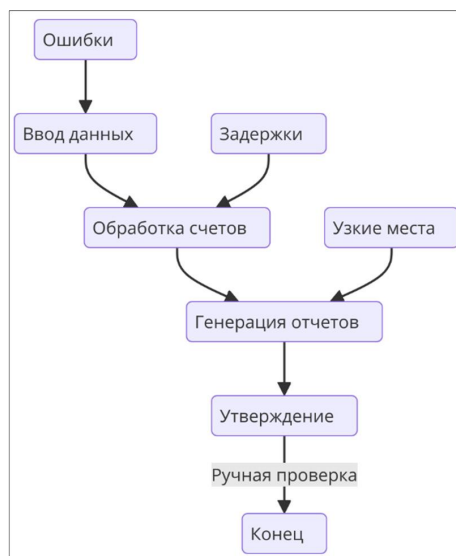 Ошибки
Ввод данных
Задержки
Обработка счетов
Узкие места
Генерация отчетов
Утверждение
Ручная проверка
Конец